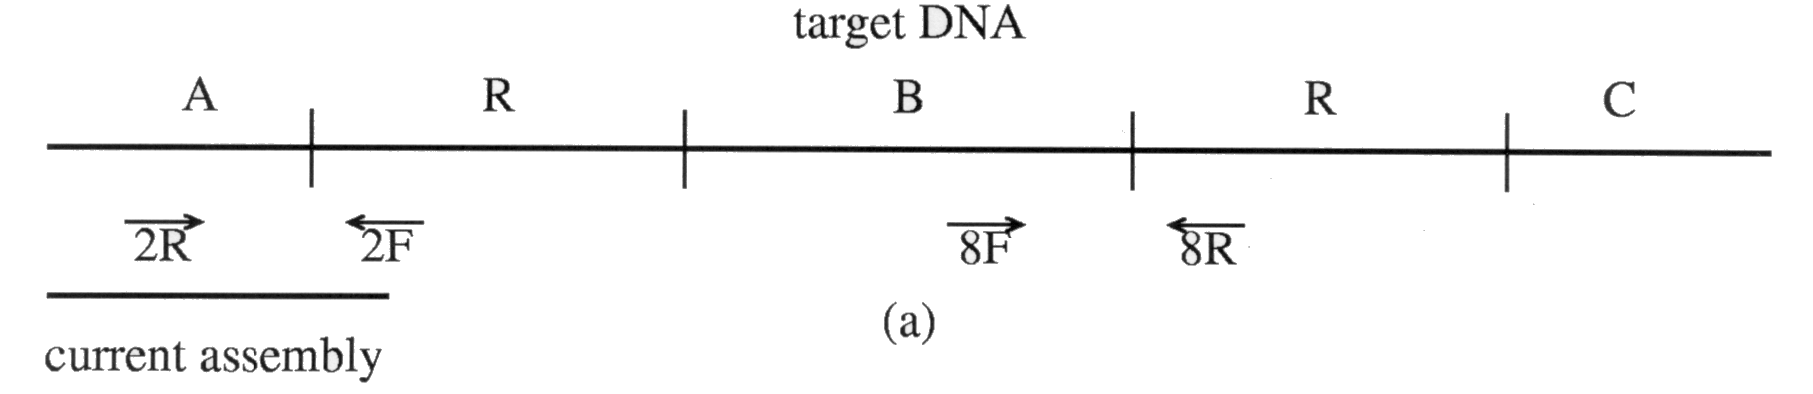 target DNA
A R B R C
2R 2F 8F 8R
(a)
current assembly